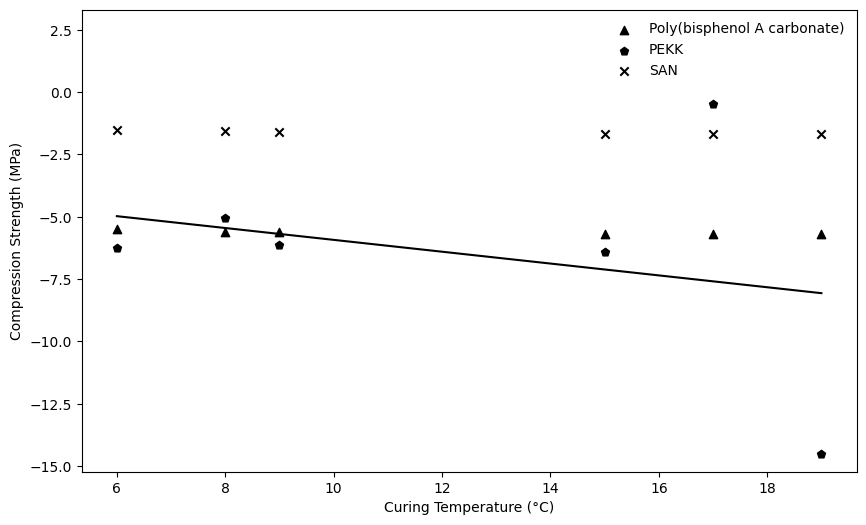 2.5
0.0
−2.5
−5.0
−7.5
−10.0
−12.5
−15.0
Compression Strength (MPa)
Poly(bisphenol A carbonate)
PEKK
SAN
6 8 10 12 14 16 18
Curing Temperature (°C)